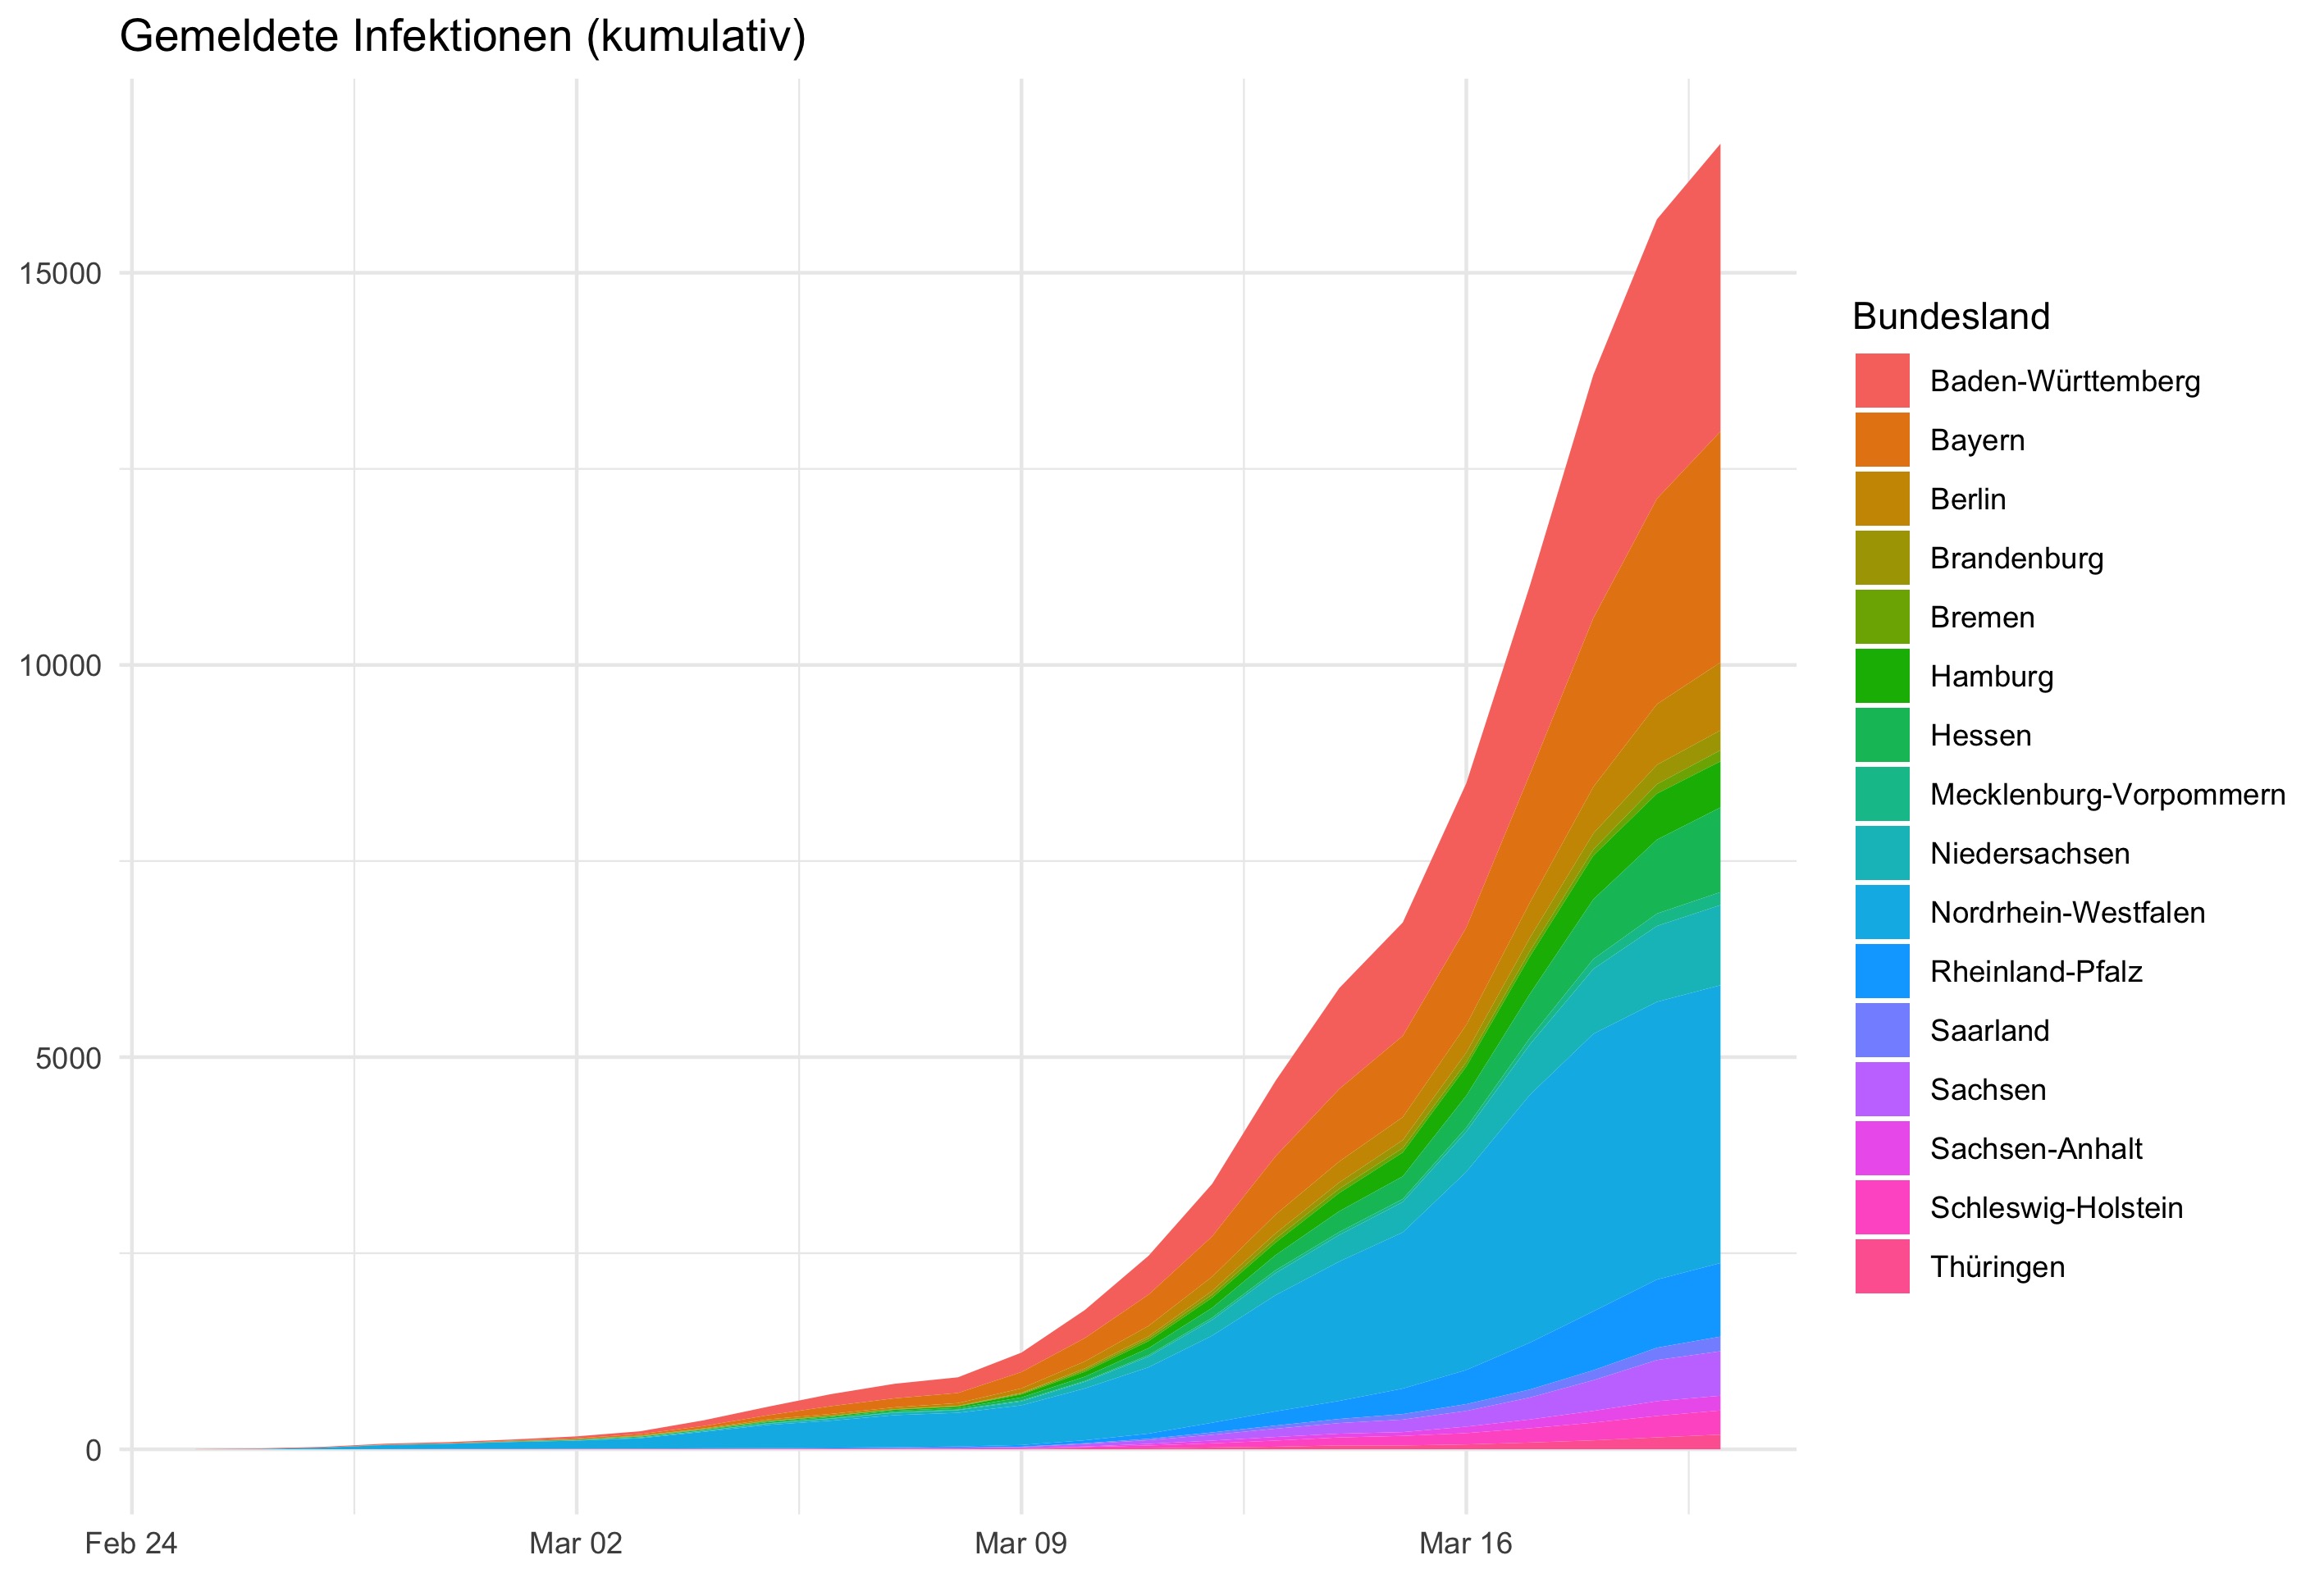 Gemeldete Infektionen (kumulativ)
15000
10000
5000
0
Feb 24
Mar 02
Mar 09
Mar 16
Bundesland
Baden-Württemberg
Bayern
Berlin
Brandenburg
Bremen
Hamburg
Hessen
Mecklenburg-Vorpommern
Niedersachsen
Nordrhein-Westfalen
Rheinland-Pfalz
Saarland
Sachsen
Sachsen-Anhalt
Schleswig-Holstein
Thüringen